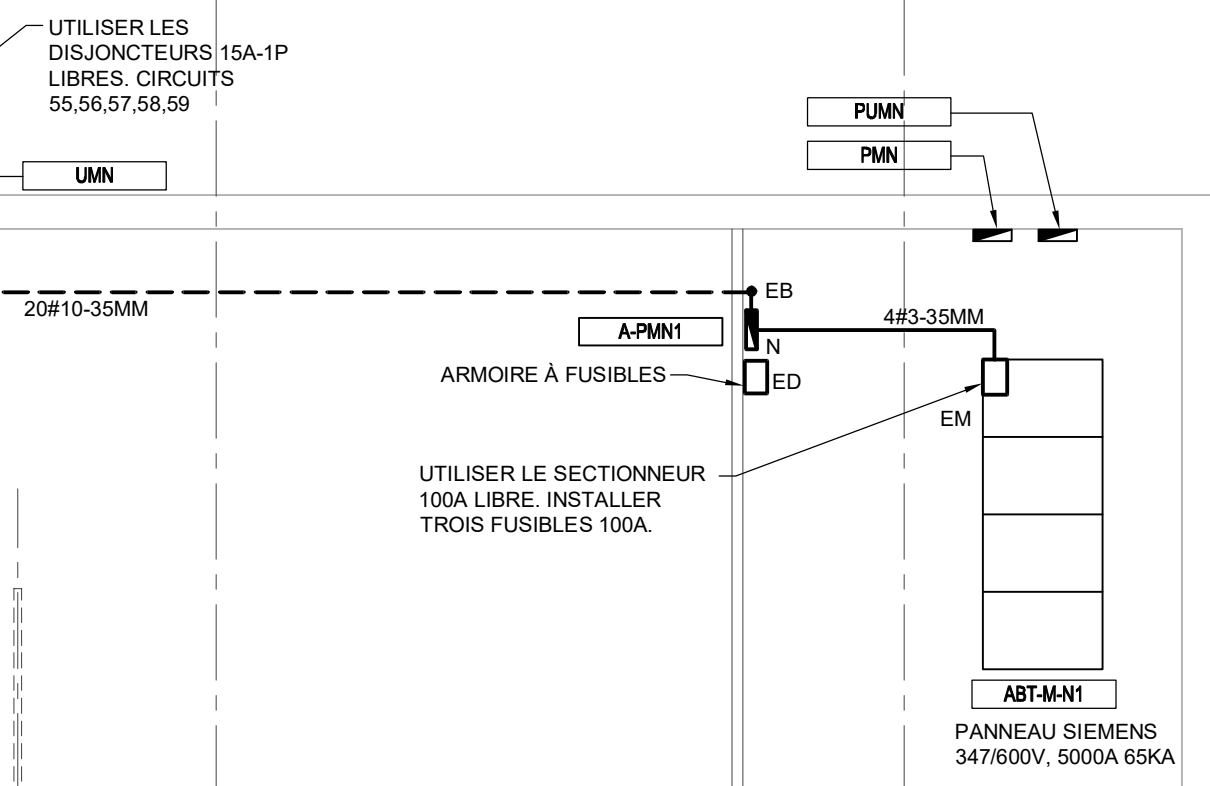 UTILISER LES
DISJONCTEURS 15A-1P
LIBRES. CIRCUITS
55,56,57,58,59
UMN
PUMN
PMN
20#10-35MM
EB
A-PMN1
N
4#3-35MM
ARMOIRE À FUSIBLES
ED
EM
UTILISER LE SECTIONNEUR
100A LIBRE. INSTALLER
TROIS FUSIBLES 100A.
ABT-M-N1
PANNEAU SIEMENS
347/600V, 5000A 65KA